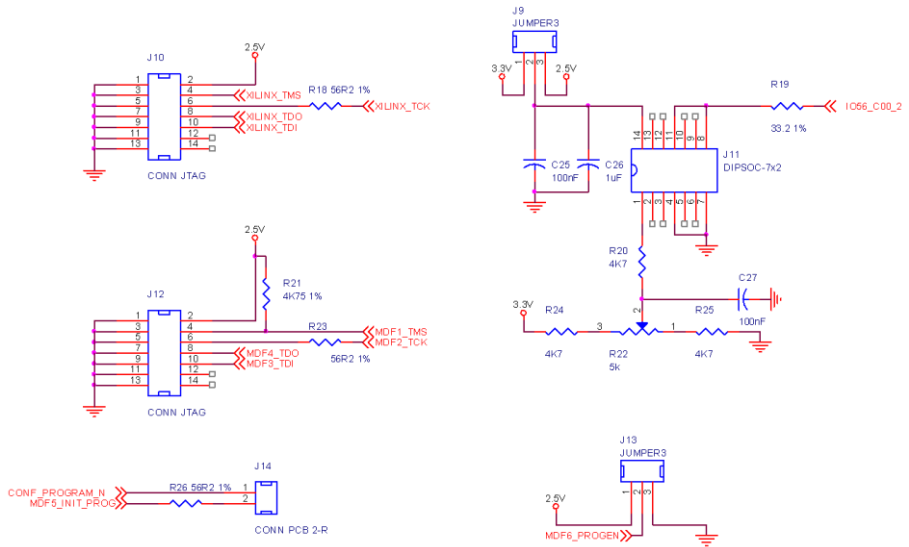 J10
2.5V
1 2
3 4
5 6
7 8
9 10
11 12
13 14
XILINX_TMS
R18 56R2 1%
XILINX_TCK
XILINX_TDO
XILINX_TDI
CONN JTAG
J9
JUMPER3
3.3V
1 2 3
2.5V
R19
33.2 1%
IO56_C00_2
C25
100nF
C26
1uF
14 13 12 11 10 9 8
J11
DIPSOC-7x2
1 2 3 4 5 6 7
R20
4K7
C27
100nF
3.3V
R24
4K7
2
3 1
R22
5k
R25
4K7
2.5V
R21
4K75 1%
J12
1 2
3 4
5 6
7 8
9 10
11 12
13 14
R23
56R2 1%
MDF1_TMS
MDF2_TCK
MDF4_TDO
MDF3_TDI
CONN JTAG
J14
CONF_PROGRAM_N
MDF5_INIT_PROG
R26 56R2 1%
1
2
CONN PCB 2-R
J13
JUMPER3
1 2 3
2.5V
MDF6_PROGEN